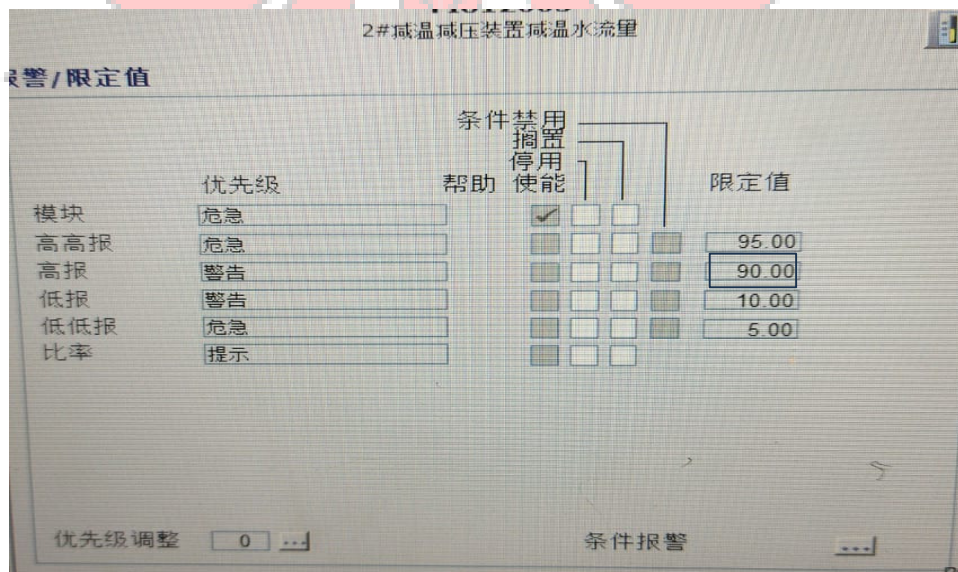 2#减温减压装置减温水流量
报警/限定值
条件禁用
搁置
停用
优先级 帮助 使能 限定值
模块 危急
高高报 危急 95.00
高报 警告 90.00
低报 警告 10.00
低低报 危急 5.00
比率 提示
优先级调整 0 ... 条件报警 ...